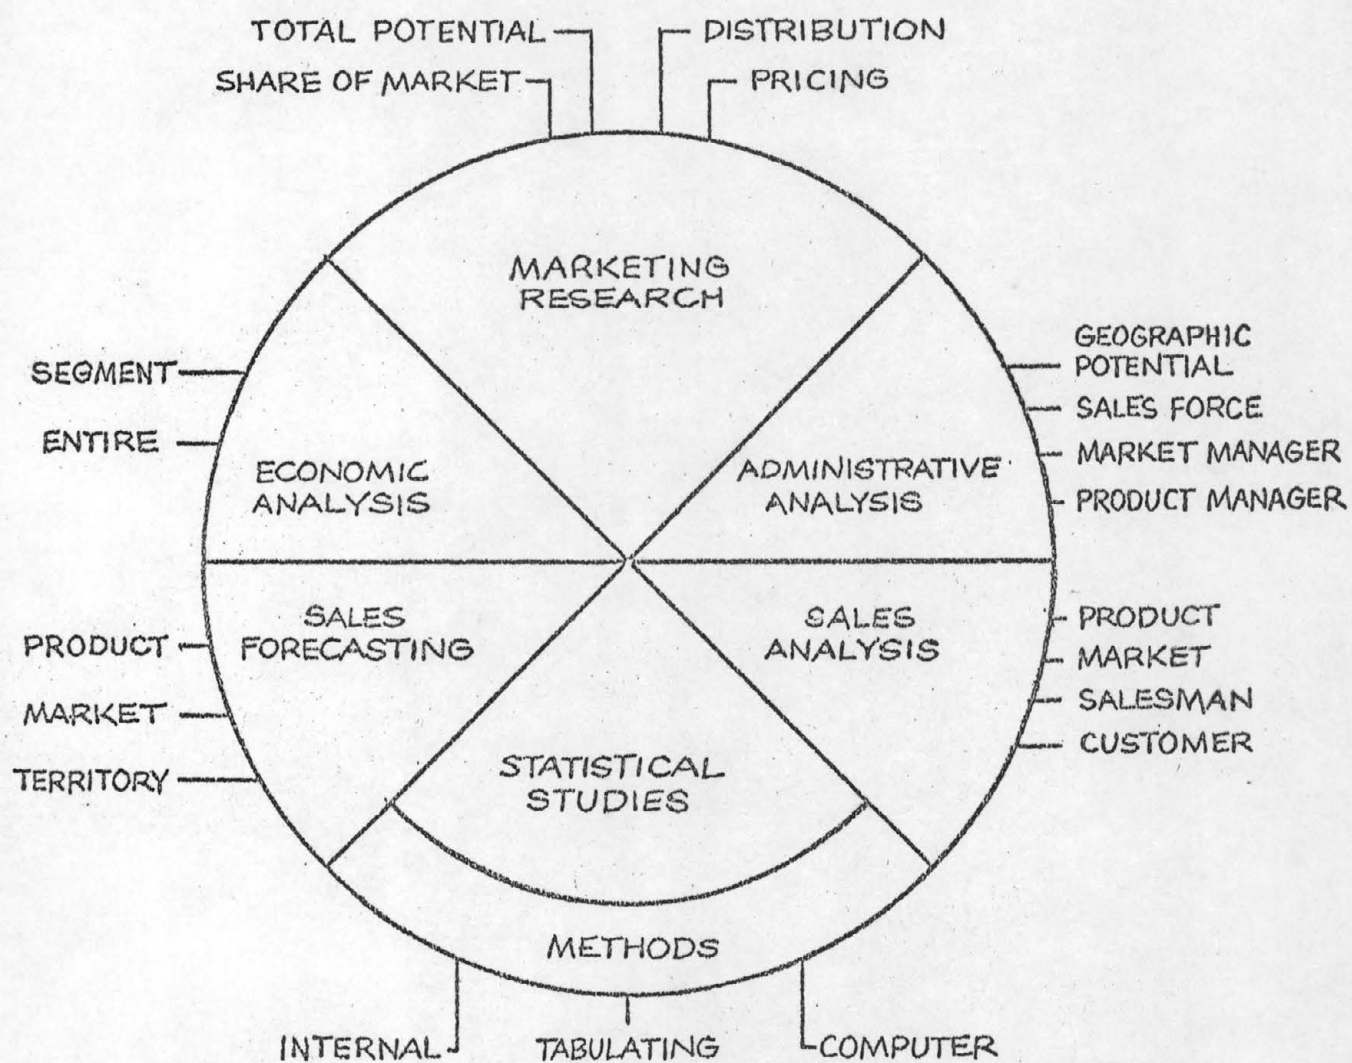 TOTAL POTENTIAL
DISTRIBUTION
SHARE OF MARKET
PRICING
MARKETING
RESEARCH
GEOGRAPHIC
POTENTIAL
SALES FORCE
MARKET MANAGER
PRODUCT MANAGER
SEGMENT
ENTIRE
ECONOMIC
ANALYSIS
ADMINISTRATIVE
ANALYSIS
SALES
FORECASTING
SALES
ANALYSIS
PRODUCT
MARKET
TERRITORY
PRODUCT
MARKET
SALESMAN
CUSTOMER
STATISTICAL
STUDIES
METHODS
INTERNAL
TABULATING
COMPUTER